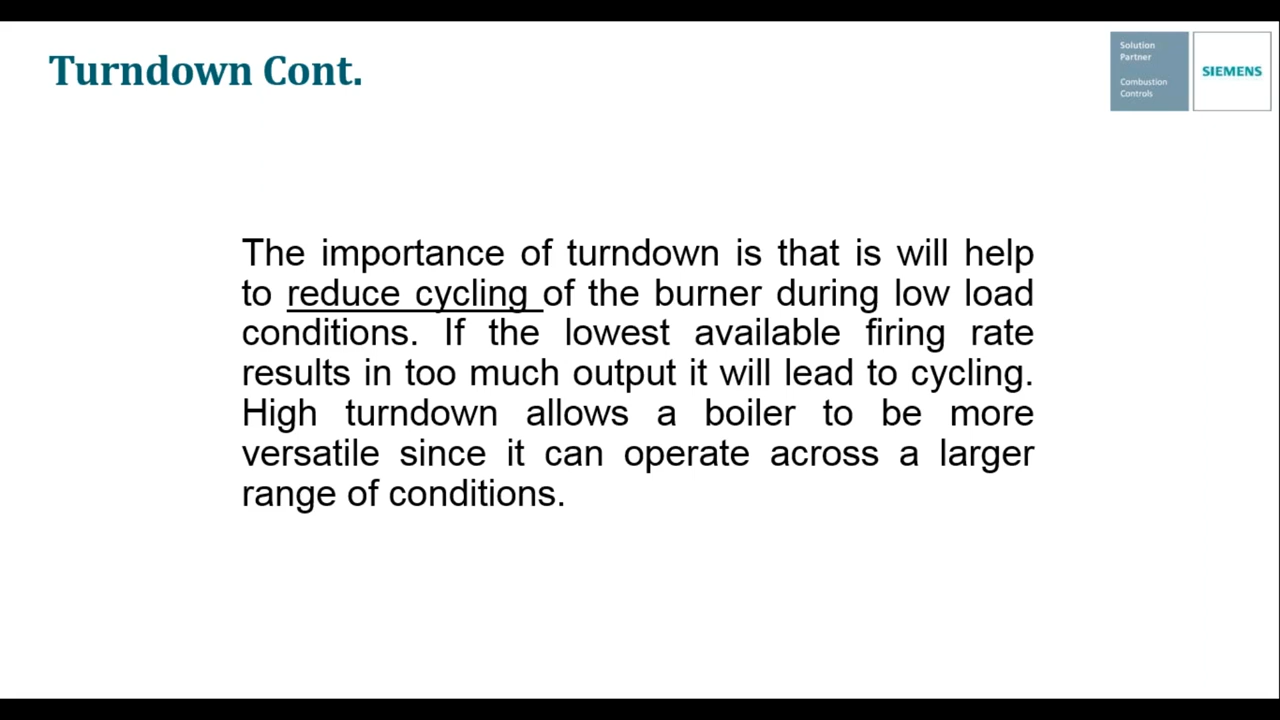 Turndown Cont.
Solution
Partner
Combustion
Controls
SIEMENS
The importance of turndown is that is will help
to reduce cycling of the burner during low load
conditions. If the lowest available firing rate
results in too much output it will lead to cycling.
High turndown allows a boiler to be more
versatile since it can operate across a larger
range of conditions.